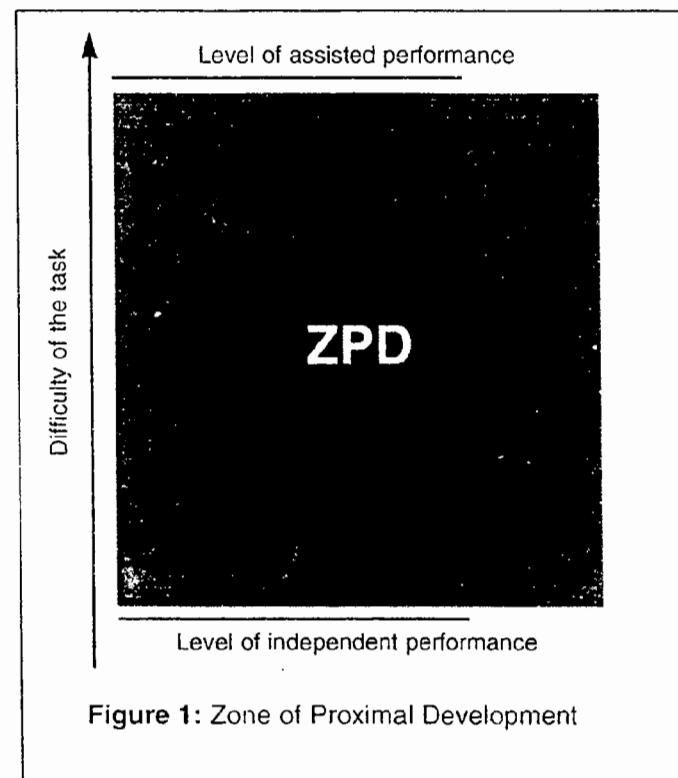 Level of assisted performance
Difficulty of the task
ZPD
Level of independent performance
Figure 1: Zone of Proximal Development